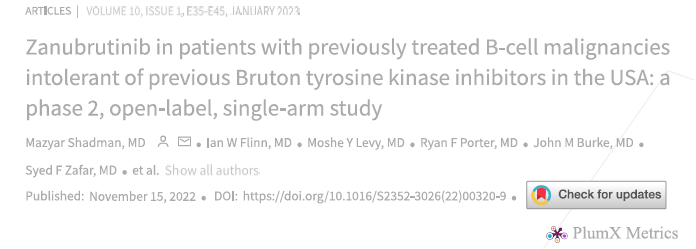 ARTICLES | VOLUME 10, ISSUE 1, E35-E45, JANUARY 2023
Zanubrutinib in patients with previously treated B-cell malignancies
intolerant of previous Bruton tyrosine kinase inhibitors in the USA: a
phase 2, open-label, single-arm study
Mazyar Shadman, MD • Ian W Flinn, MD • Moshe Y Levy, MD • Ryan F Porter, MD • John M Burke, MD •
Syed F Zafar, MD • et al. Show all authors
Published: November 15, 2022 • DOI: https://doi.org/10.1016/S2352-3026(22)00320-9 • Check for updates
PlumX Metrics